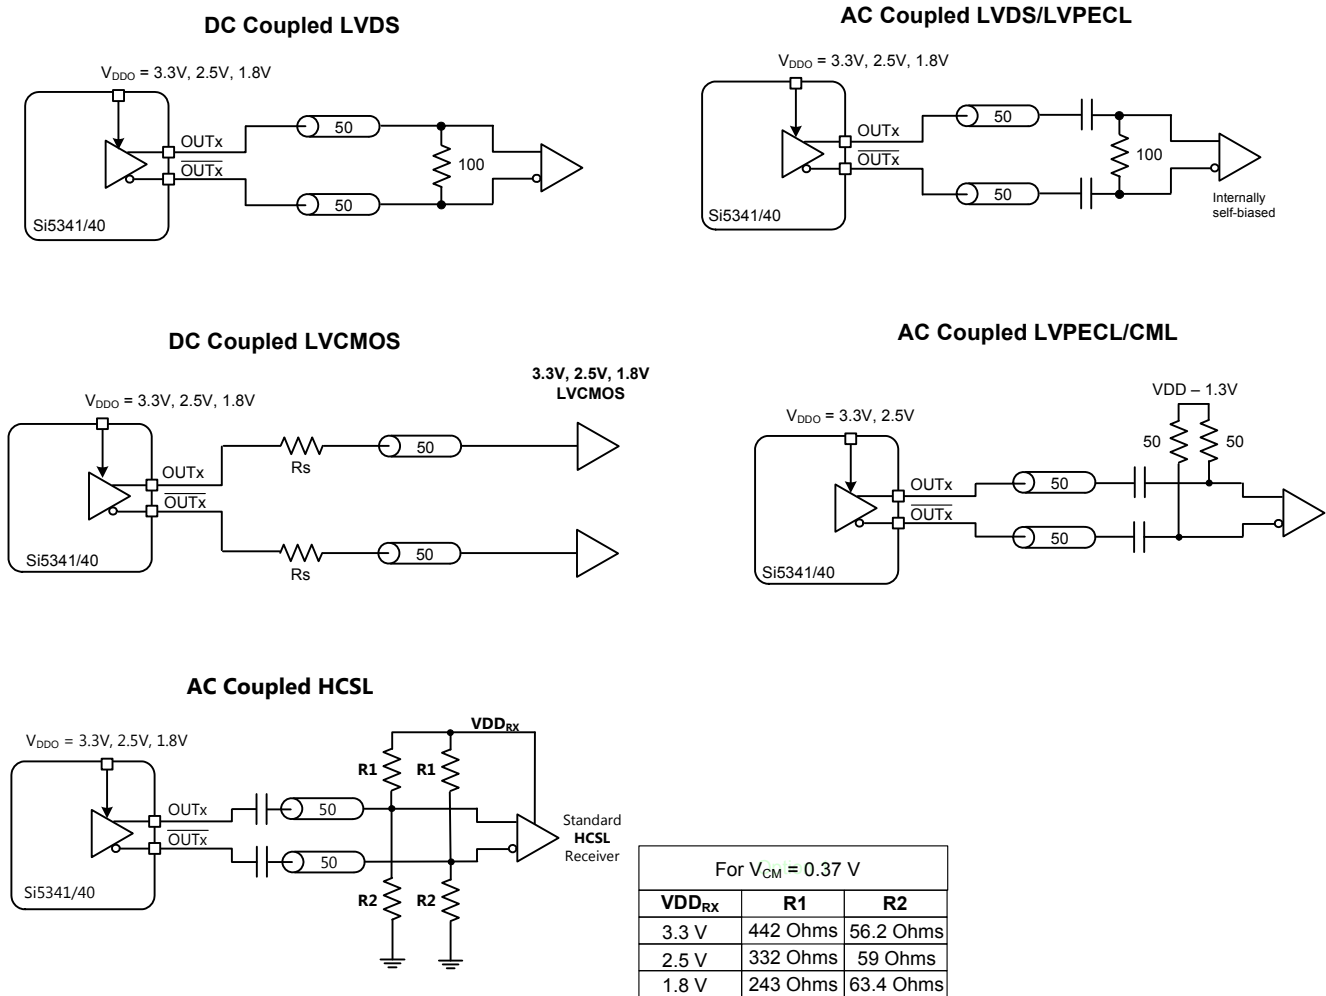 DC Coupled LVDS
VDDO = 3.3V, 2.5V, 1.8V
50
OUTx
OUTx
100
50
Si5341/40
AC Coupled LVDS/LVPECL
VDDO = 3.3V, 2.5V, 1.8V
50
OUTx
OUTx
100
50
Internally
self-biased
Si5341/40
DC Coupled LVCMOS
3.3V, 2.5V, 1.8V
LVCMOS
VDDO = 3.3V, 2.5V, 1.8V
50
Rs
OUTx
OUTx
50
Rs
Si5341/40
AC Coupled LVPECL/CML
VDD – 1.3V
VDDO = 3.3V, 2.5V
50 50
OUTx
50
OUTx
50
Si5341/40
AC Coupled HCSL
VDDRX
VDDO = 3.3V, 2.5V, 1.8V
R1 R1
OUTx
50
OUTx
50
Standard
HCSL
Receiver
Si5341/40
R2 R2
For VCM = 0.37 V
VDDRX R1 R2
3.3 V 442 Ohms 56.2 Ohms
2.5 V 332 Ohms 59 Ohms
1.8 V 243 Ohms 63.4 Ohms